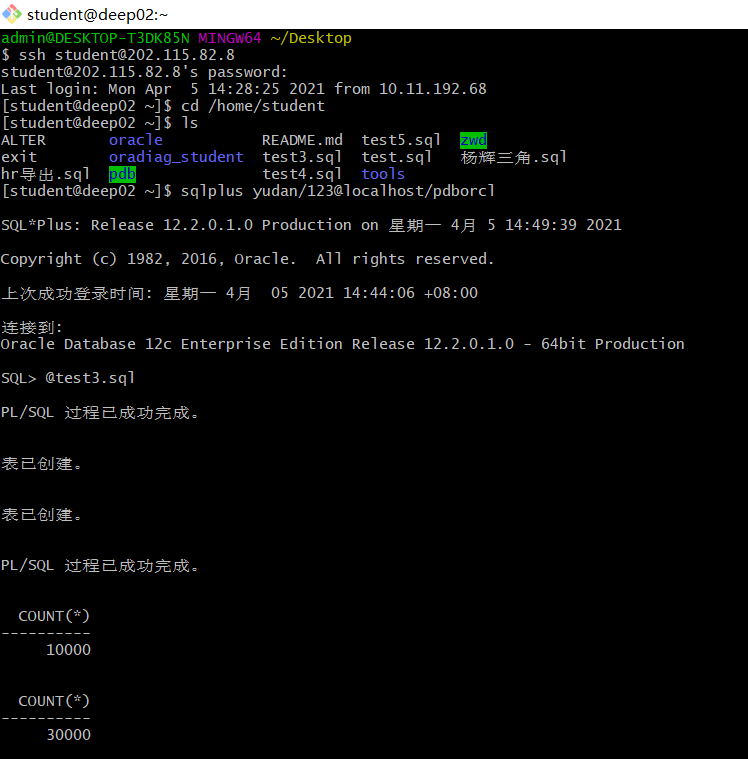 student@deep02:~
admin@DESKTOP-T3DK85N MINGW64 ~/Desktop
$ ssh student@202.115.82.8
student@202.115.82.8's password:
Last login: Mon Apr  5 14:28:25 2021 from 10.11.192.68
[student@deep02 ~]$ cd /home/student
[student@deep02 ~]$ ls
ALTER       oracle           README.md  test5.sql  zwd
exit        oradiag_student  test3.sql  test.sql   杨辉三角.sql
hr导出.sql  pdb              test4.sql  tools
[student@deep02 ~]$ sqlplus yudan/123@localhost/pdborcl
SQL*Plus: Release 12.2.0.1.0 Production on 星期一 4月 5 14:49:39 2021
Copyright (c) 1982, 2016, Oracle.  All rights reserved.
上次成功登录时间: 星期一 4月  05 2021 14:44:06 +08:00
连接到:
Oracle Database 12c Enterprise Edition Release 12.2.0.1.0 - 64bit Production
SQL> @test3.sql
PL/SQL 过程已成功完成。
表已创建。
表已创建。
PL/SQL 过程已成功完成。
COUNT(*)
----------
10000
COUNT(*)
----------
30000